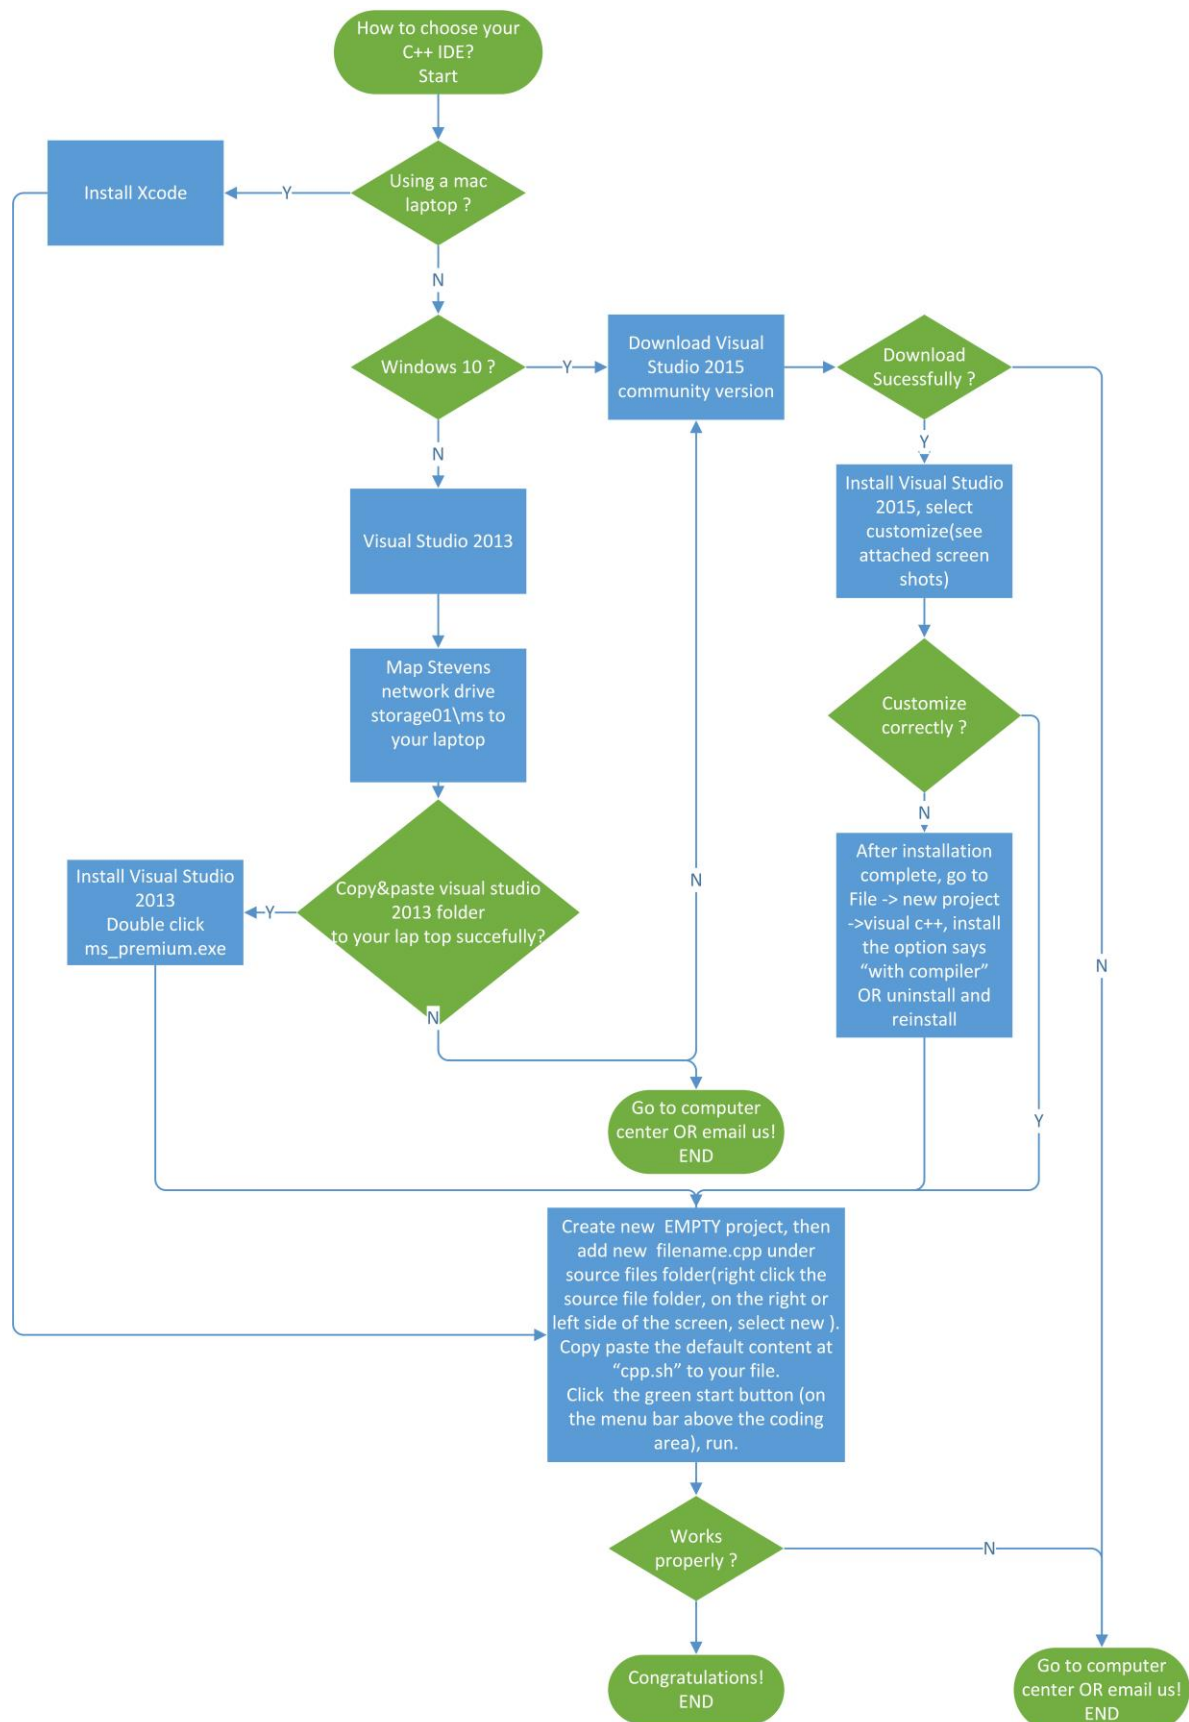 How to choose your
C++ IDE?
Start
Install Xcode
Y
Using a mac
laptop ?
N
Windows 10 ?
Y
Download Visual
Studio 2015
community version
Download
Sucessfully ?
N
Y
Visual Studio 2013
Install Visual Studio
2015, select
customize(see
attached screen
shots)
Map Stevens
network drive
storage01\ms to
your laptop
Customize
correctly ?
N
Install Visual Studio
2013
Double click
ms_premium.exe
Y
Copy&paste visual studio
2013 folder
to your lap top succefully?
N
N
After installation
complete, go to
File -> new project
->visual c++, install
the option says
“with compiler”
OR uninstall and
reinstall
N
Go to computer
center OR email us!
END
Y
Create new EMPTY project, then
add new filename.cpp under
source files folder(right click the
source file folder, on the right or
left side of the screen, select new ).
Copy paste the default content at
“cpp.sh” to your file.
Click the green start button (on
the menu bar above the coding
area), run.
Works
properly ?
N
Congratulations!
END
Go to computer
center OR email us!
END